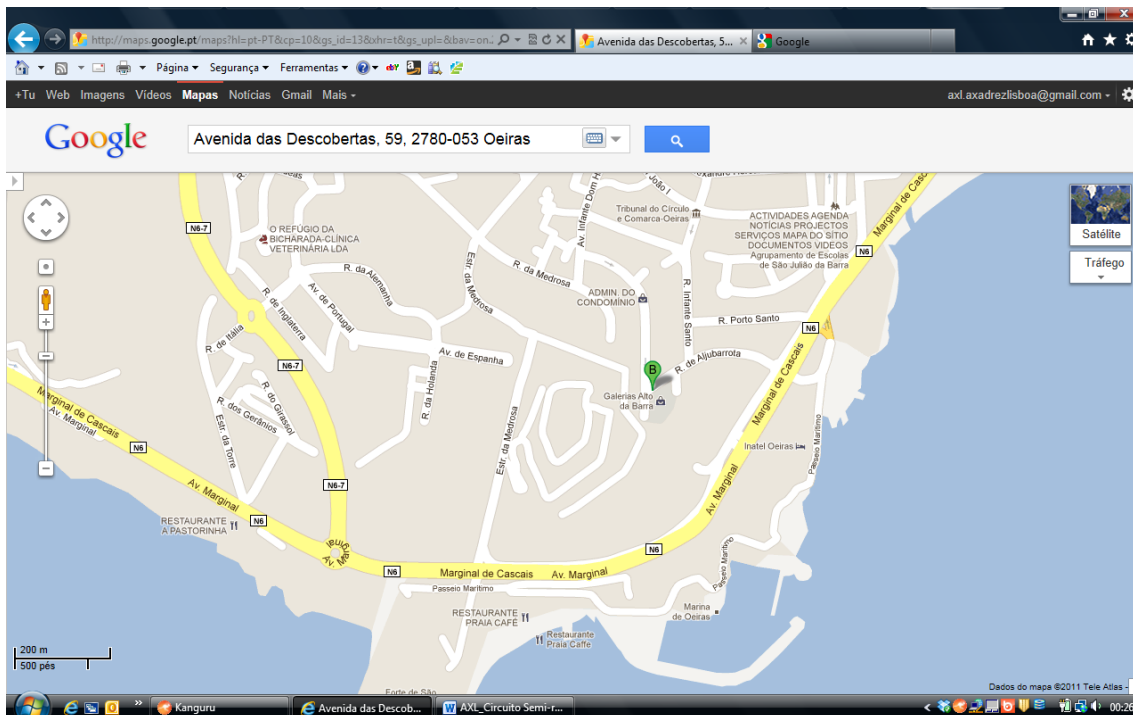 http://maps.google.pt/maps?hl=pt-PT&cp=10&gs_id=13&xhr=t&gs_upl=&bav=on.
Avenida das Descobertas, 5...
Google
Página
Segurança
Ferramentas
+Tu Web Imagens Vídeos Mapas Notícias Gmail Mais
axl.axadrezlisboa@gmail.com
Google
Avenida das Descobertas, 59, 2780-053 Oeiras
Satélite
Tráfego
N6-7
O REFÚGIO DA
BICHARADA-CLÍNICA
VETERINÁRIA LDA
Av. Infante Dom H
R. João I
Tribunal do Círculo
e Comarca-Oeiras
ACTIVIDADES AGENDA
NOTÍCIAS PROJECTOS
SERVIÇOS MAPA DO SÍTIO
DOCUMENTOS VIDEOS
Agrupamento de Escolas
de São Julião da Barra
Marginal de Cascais
N6
R. da Alemanha
Estr. da Medrosa
R. da Medrosa
ADMIN. DO
CONDOMÍNIO
R. Infante Santo
R. de Inglaterra
Av. de Portugal
R. de Itália
R. Porto Santo
N6
Av. de Espanha
R. de Aljubarrota
N6-7
B
R. da Holanda
Galerias Alto
da Barra
Marginal de Cascais
Marginal de Cascais
Av. Marginal
R. do Girassol
R. dos Gerânios
Estr. da Torre
Estr. da Medrosa
N6
Inatel Oeiras
Passeio Marítimo
Av. Marginal
N6-7
Av. Marginal
RESTAURANTE
A PASTORINHA
N6
Av. Marginal
N6
N6
Marginal de Cascais
Av. Marginal
Passeio Marítimo
Passeio Marítimo
RESTAURANTE
PRAIA CAFÉ
Marina
de Oeiras
Restaurante
Praia Caffe
200 m
500 pés
Forte de São
Dados do mapa ©2011 Tele Atlas -
Kanguru
Avenida das Descob...
AXL_Circuito Semi-r...
00:26